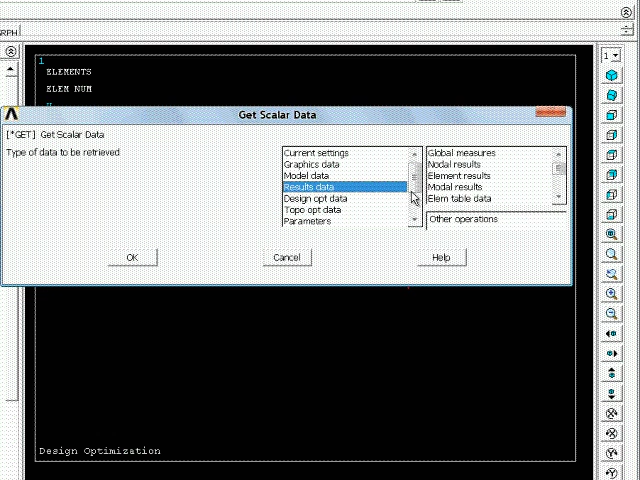 RPH
1
1
ELEMENTS
ELEM NUM
U
Get Scalar Data
[*GET] Get Scalar Data
Type of data to be retrieved
Current settings
Graphics data
Model data
Results data
Design opt data
Topo opt data
Parameters
Global measures
Nodal results
Element results
Modal results
Elem table data
Other operations
OK
Cancel
Help
Design Optimization